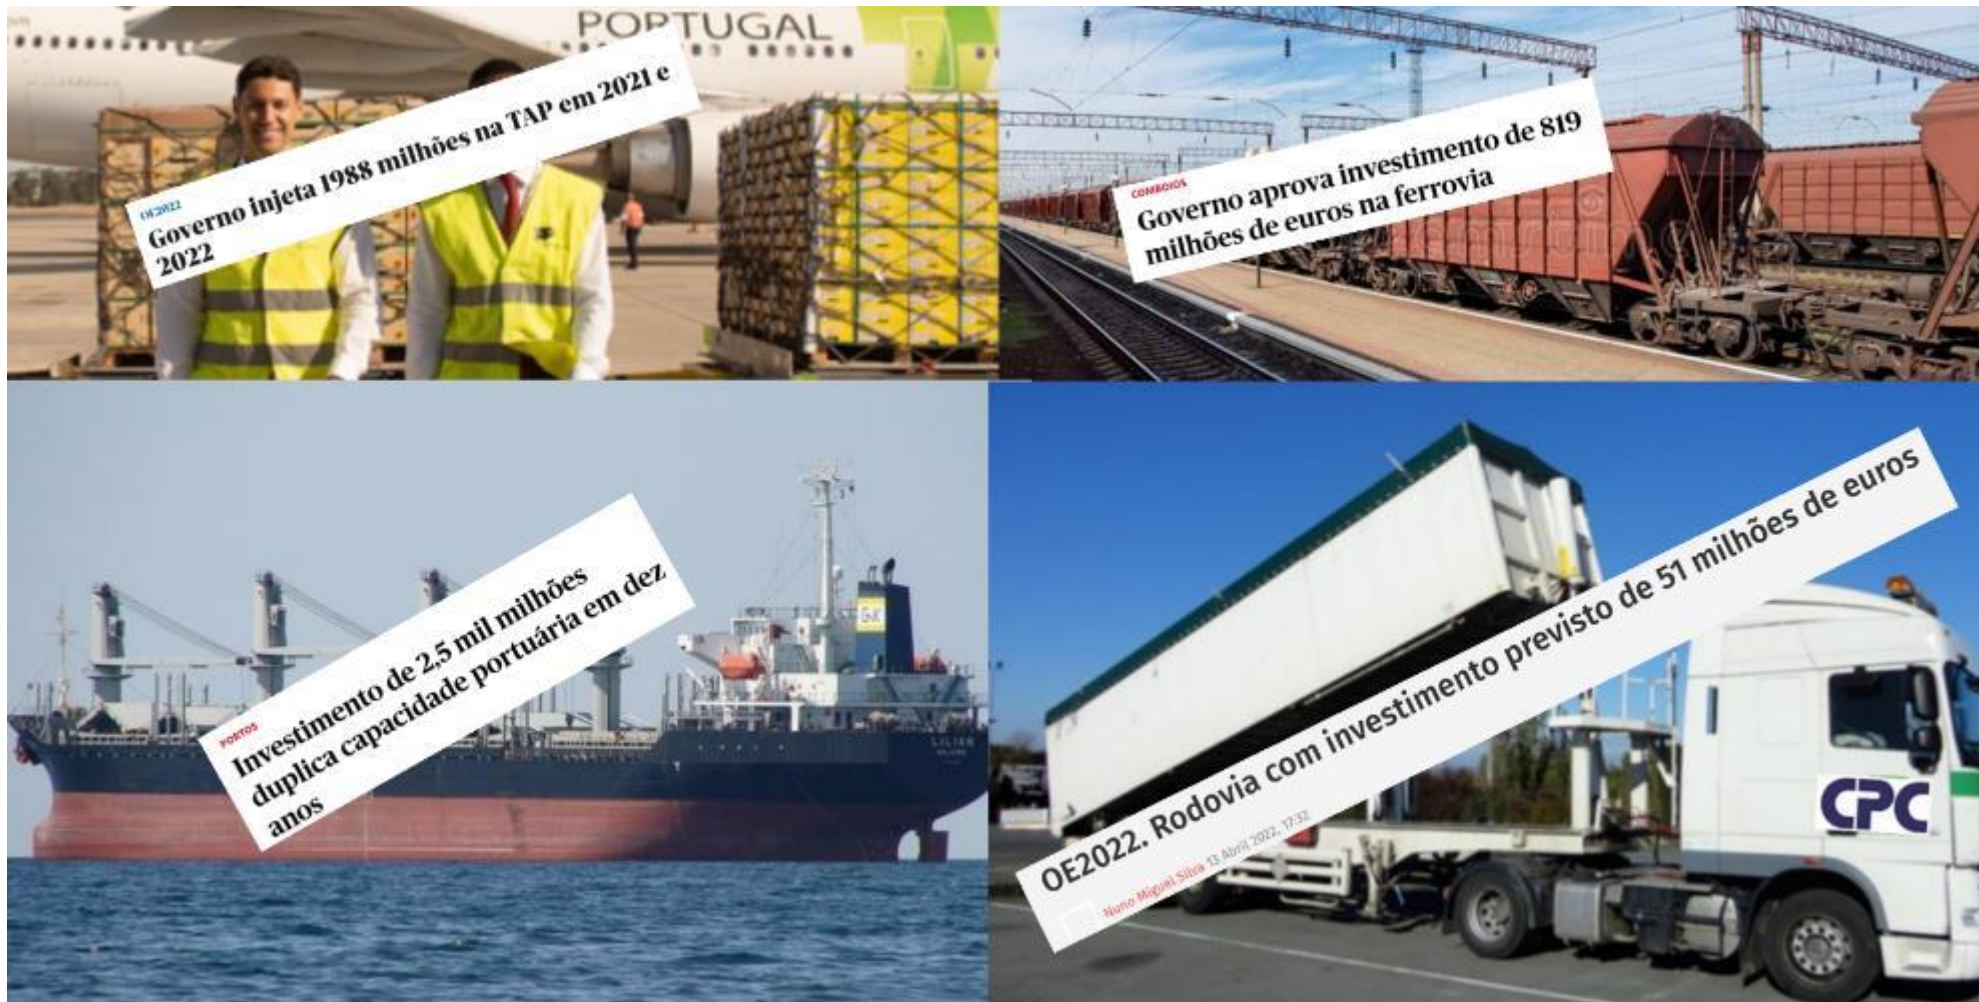 PORTUGAL
OE2022
Governo injeta 1988 milhões na TAP em 2021 e
2022
COMBOIOS
Governo aprova investimento de 819
milhões de euros na ferrovia
PORTOS
Investimento de 2,5 mil milhões
duplica capacidade portuária em dez
anos
LILIAN
OE2022. Rodovia com investimento previsto de 51 milhões de euros
Nuno Miguel Silva 13 Abril 2022, 17:32
CPC